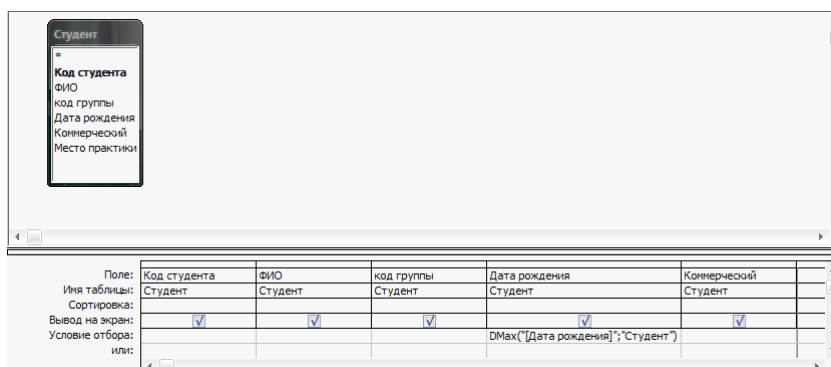 Студент
*
Код студента
ФИО
код группы
Дата рождения
Коммерческий
Место практики
Поле: Код студента ФИО код группы Дата рождения Коммерческий
Имя таблицы: Студент Студент Студент Студент Студент
Сортировка:
Вывод на экран:
Условие отбора: DMax("[Дата рождения]";"Студент")
или: